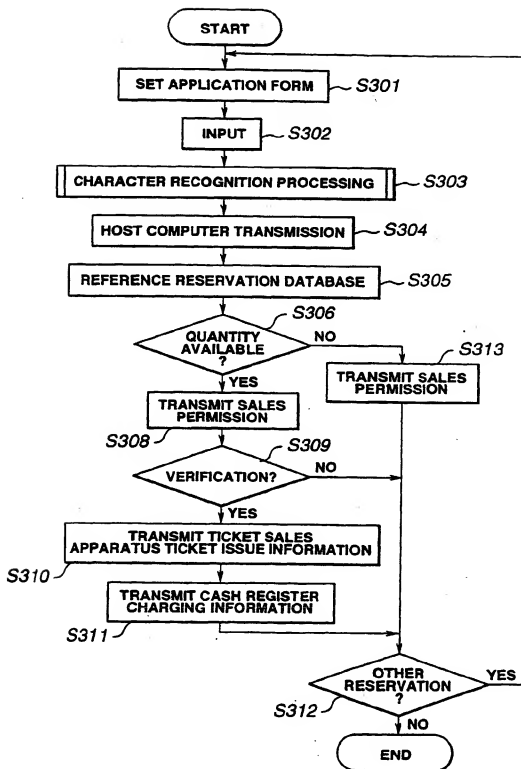 START
SET APPLICATION FORM
S301
INPUT
S302
CHARACTER RECOGNITION PROCESSING
S303
HOST COMPUTER TRANSMISSION
S304
REFERENCE RESERVATION DATABASE
S305
S306
QUANTITY
AVAILABLE
?
NO
S313
YES
TRANSMIT SALES
PERMISSION
TRANSMIT SALES
PERMISSION
S308
S309
VERIFICATION?
NO
YES
TRANSMIT TICKET SALES
APPARATUS TICKET ISSUE INFORMATION
S310
TRANSMIT CASH REGISTER
CHARGING INFORMATION
S311
OTHER
RESERVATION
?
YES
S312
NO
END